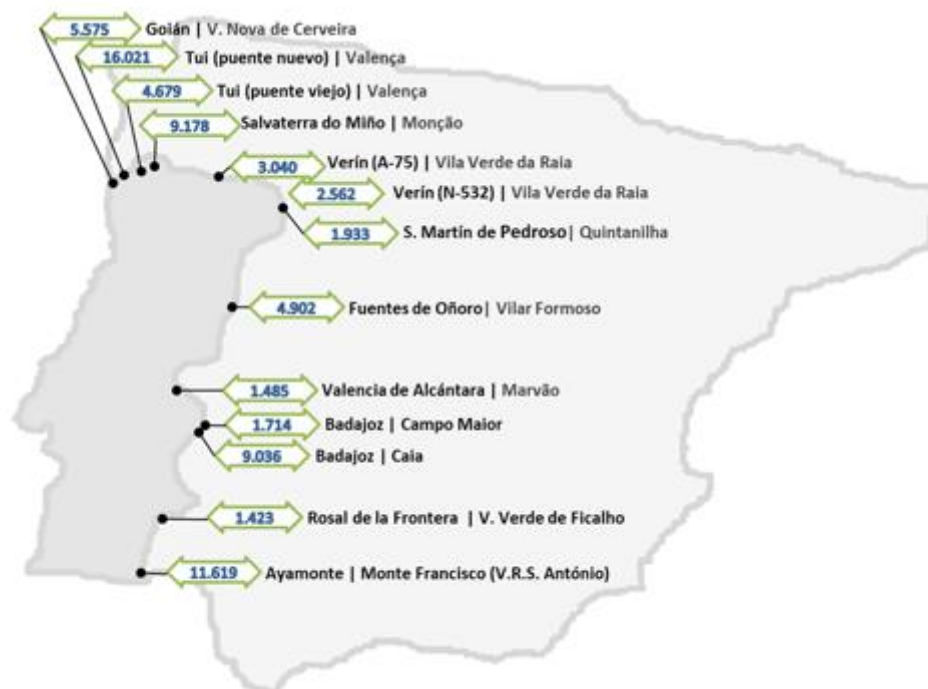 5.575 Goián | V. Nova de Cerveira
16.021 Tui (puente nuevo) | Valença
4.679 Tui (puente viejo) | Valença
9.178 Salvaterra do Miño | Monção
3.040 Verín (A-75) | Vila Verde da Raia
2.562 Verín (N-532) | Vila Verde da Raia
1.933 S. Martín de Pedroso| Quintanilha
4.902 Fuentes de Oñoro| Vilar Formoso
1.485 Valencia de Alcántara | Marvão
1.714 Badajoz | Campo Maior
9.036 Badajoz | Caia
1.423 Rosal de la Frontera | V. Verde de Ficalho
11.619 Ayamonte | Monte Francisco (V.R.S. António)